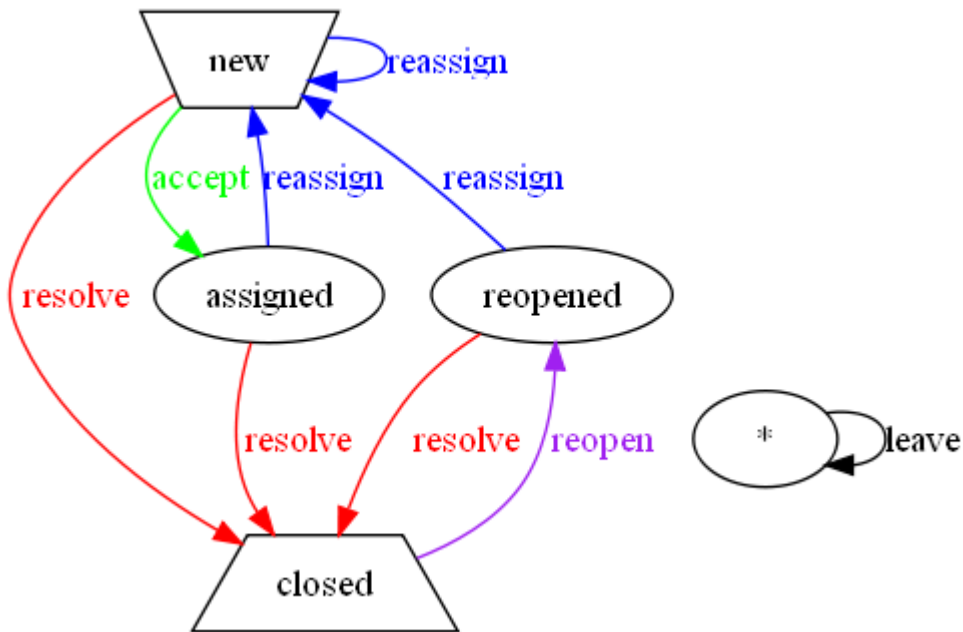 new
reassign
accept
reassign
reassign
resolve
assigned
reopened
resolve
resolve
reopen
*
leave
closed